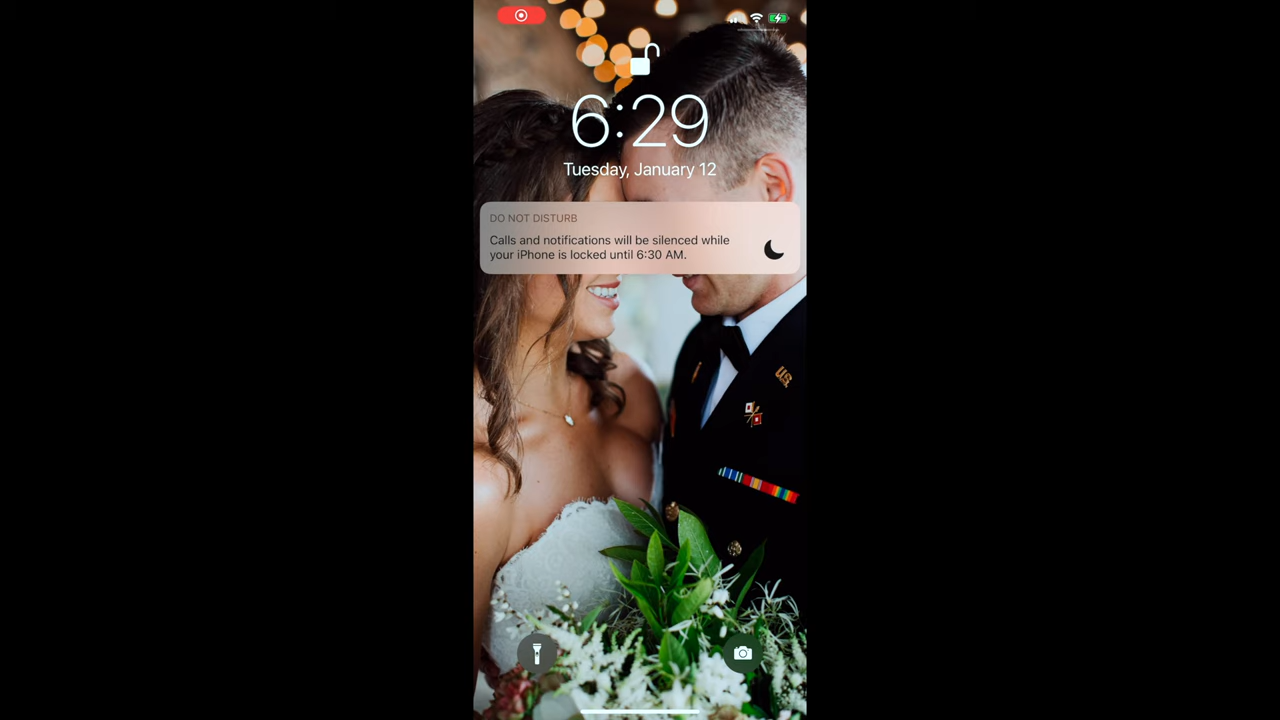 6:29
Tuesday, January 12
DO NOT DISTURB
Calls and notifications will be silenced while
your iPhone is locked until 6:30 AM.
U.S.